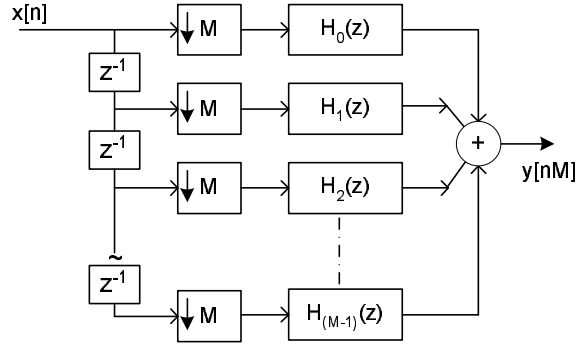 x[n]
M
H₀(z)
Z⁻¹
M
H₁(z)
Z⁻¹
+
y[nM]
M
H₂(z)
~
Z⁻¹
M
H₍M-1₎(z)